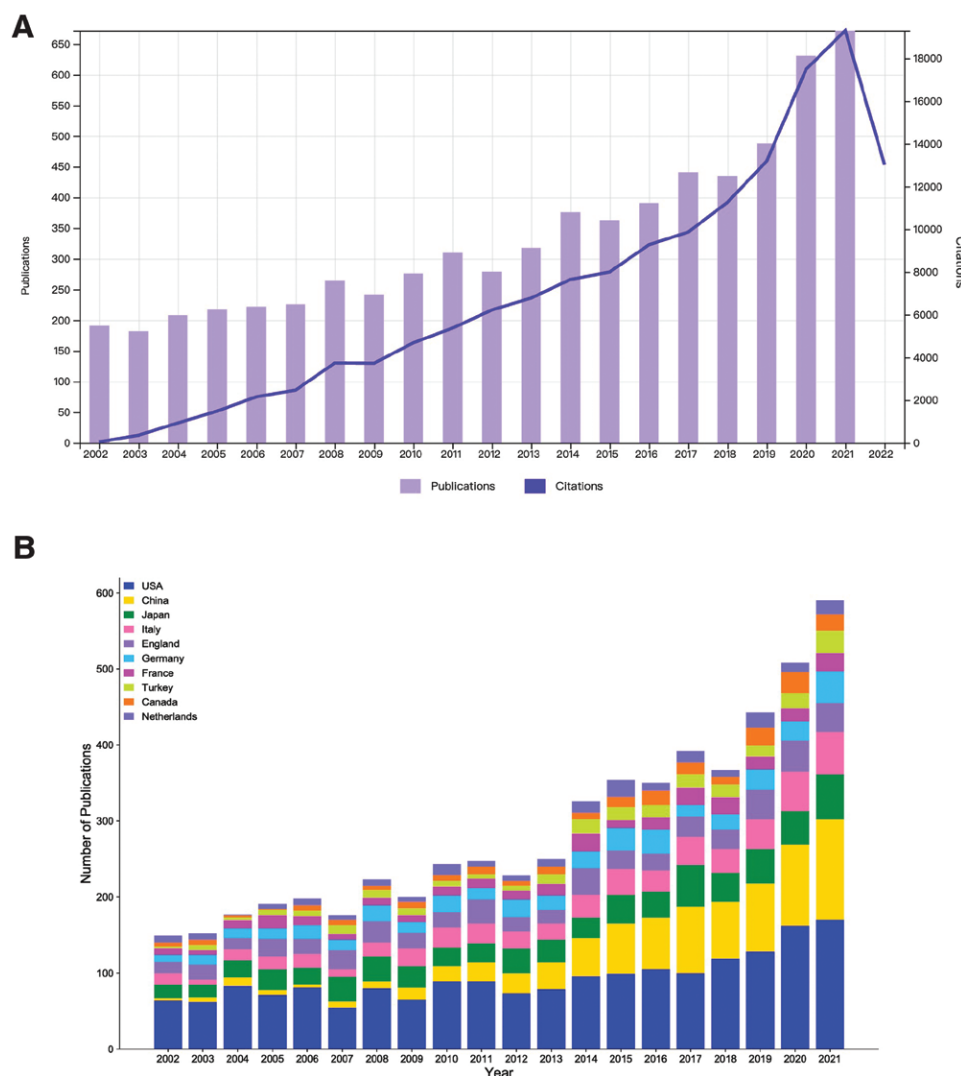 A
650
600
550
500
450
400
350
300
250
200
150
100
50
0
Publications
18000
16000
14000
12000
10000
8000
6000
4000
2000
0
Citations
2002 2003 2004 2005 2006 2007 2008 2009 2010 2011 2012 2013 2014 2015 2016 2017 2018 2019 2020 2021 2022
Publications Citations
B
600
500
400
300
200
100
0
Number of Publications
USA
China
Japan
Italy
England
Germany
France
Turkey
Canada
Netherlands
2002 2003 2004 2005 2006 2007 2008 2009 2010 2011 2012 2013 2014 2015 2016 2017 2018 2019 2020 2021
Year